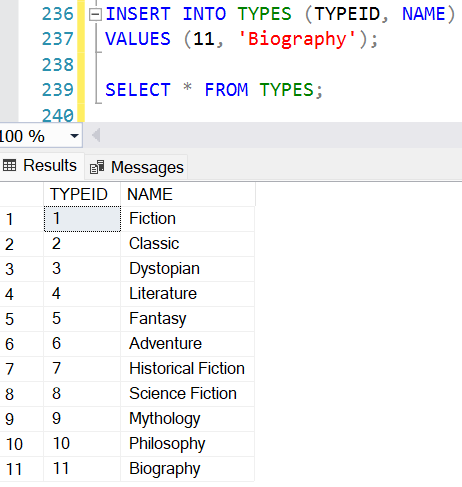 236 INSERT INTO TYPES (TYPEID, NAME)
237 VALUES (11, 'Biography');
238
239 SELECT * FROM TYPES;
240
100 %
Results Messages
TYPEID NAME
1 1 Fiction
2 2 Classic
3 3 Dystopian
4 4 Literature
5 5 Fantasy
6 6 Adventure
7 7 Historical Fiction
8 8 Science Fiction
9 9 Mythology
10 10 Philosophy
11 11 Biography